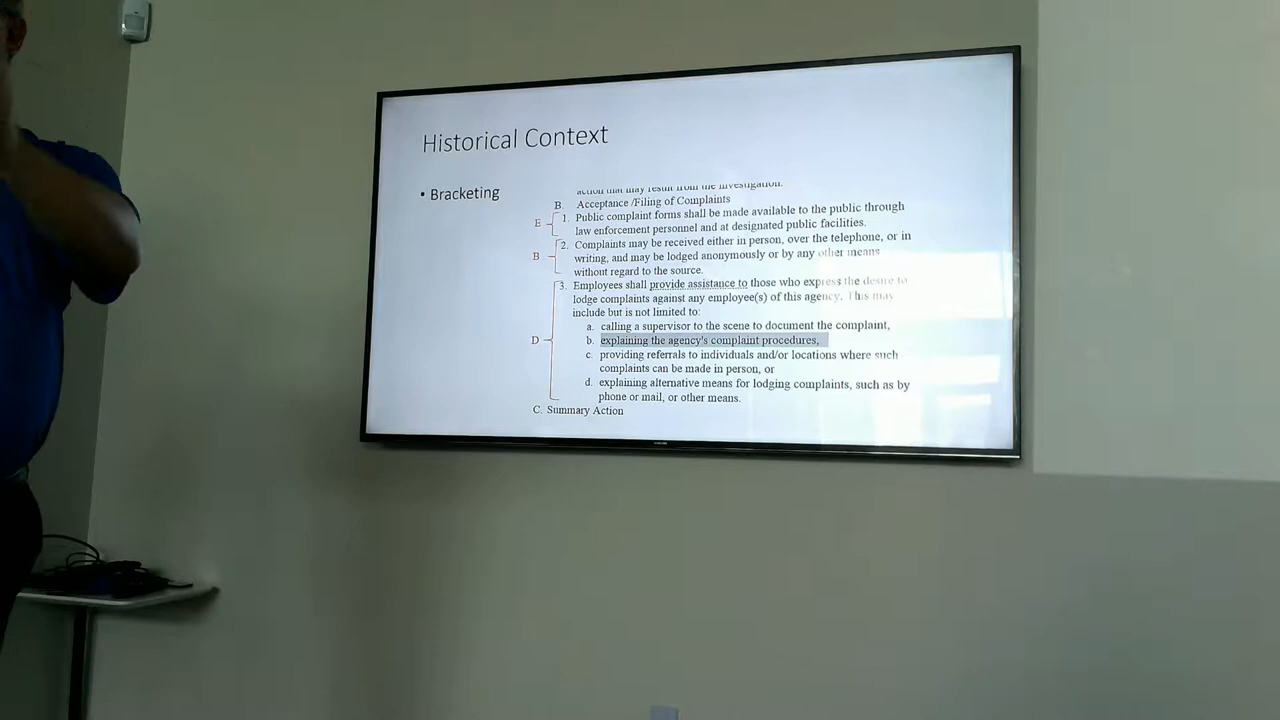 Historical Context
• Bracketing
action that may result from the investigation.
B. Acceptance /Filing of Complaints
E 1. Public complaint forms shall be made available to the public through
law enforcement personnel and at designated public facilities.
2. Complaints may be received either in person, over the telephone, or in
B writing, and may be lodged anonymously or by any other means
without regard to the source.
3. Employees shall provide assistance to those who express the desire to
lodge complaints against any employee(s) of this agency. This may
include but is not limited to:
a. calling a supervisor to the scene to document the complaint,
D b. explaining the agency's complaint procedures,
c. providing referrals to individuals and/or locations where such
complaints can be made in person, or
d. explaining alternative means for lodging complaints, such as by
phone or mail, or other means.
C. Summary Action